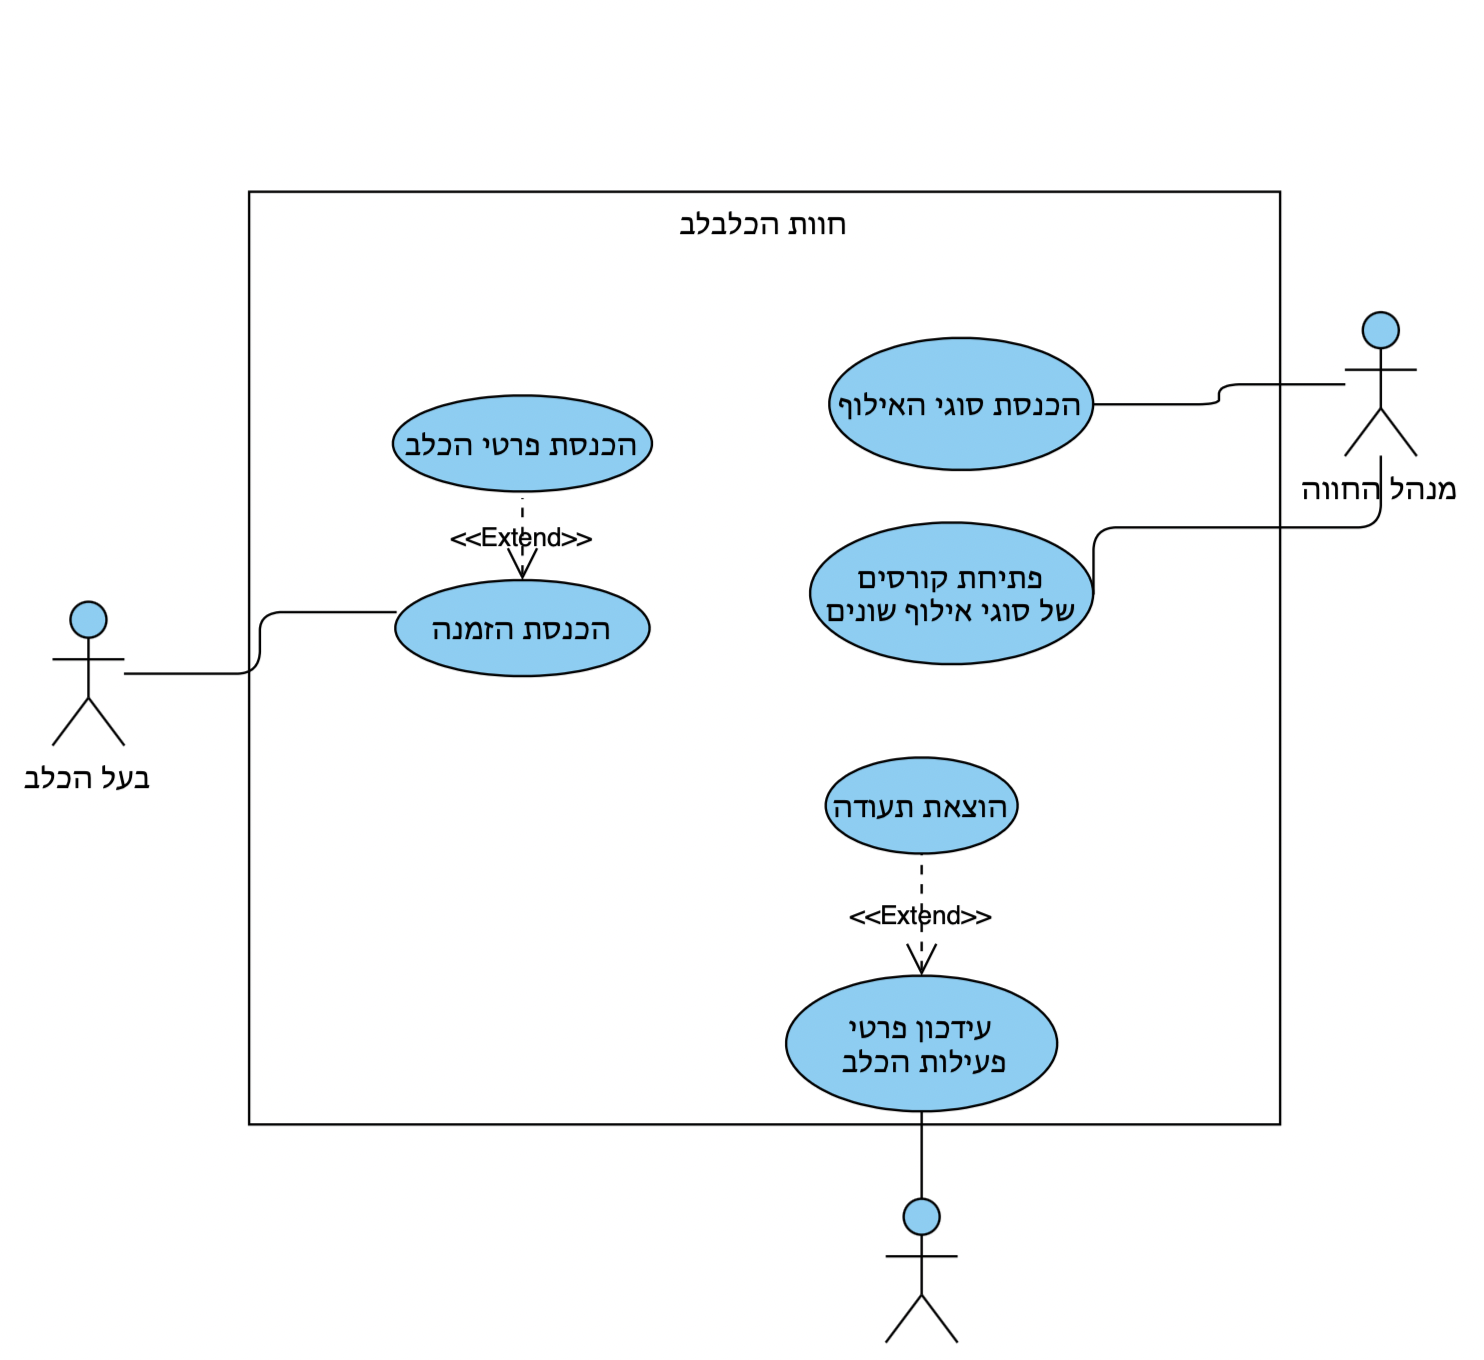 חוות הכלבלב
הכנסת סוגי האילוף
מנהל החווה
הכנסת פרטי הכלב
<<Extend>>
הכנסת הזמנה
פתיחת קורסים
של סוגי אילוף שונים
בעל הכלב
הוצאת תעודה
<<Extend>>
עידכון פרטי
פעילות הכלב